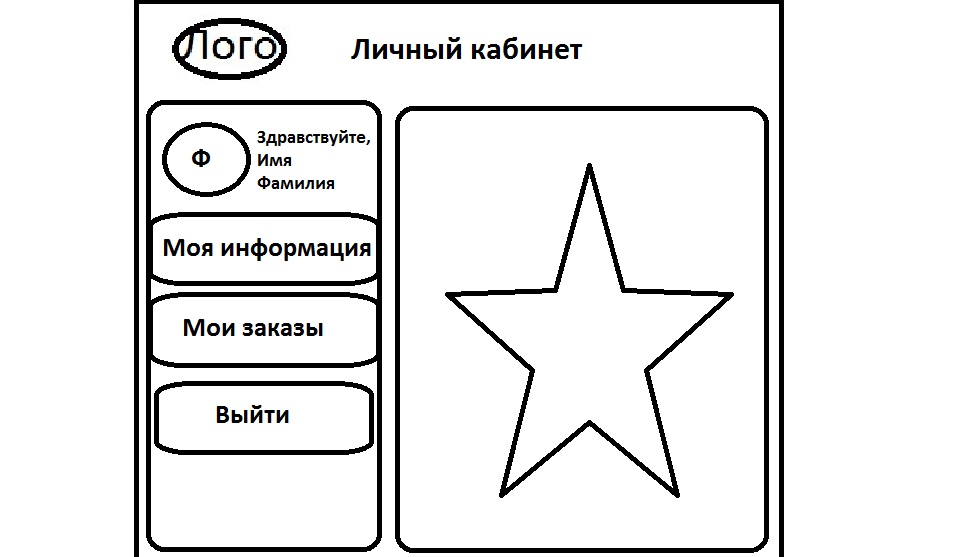 Лого
Личный кабинет
Ф
Здравствуйте,
Имя
Фамилия
Моя информация
Мои заказы
Выйти